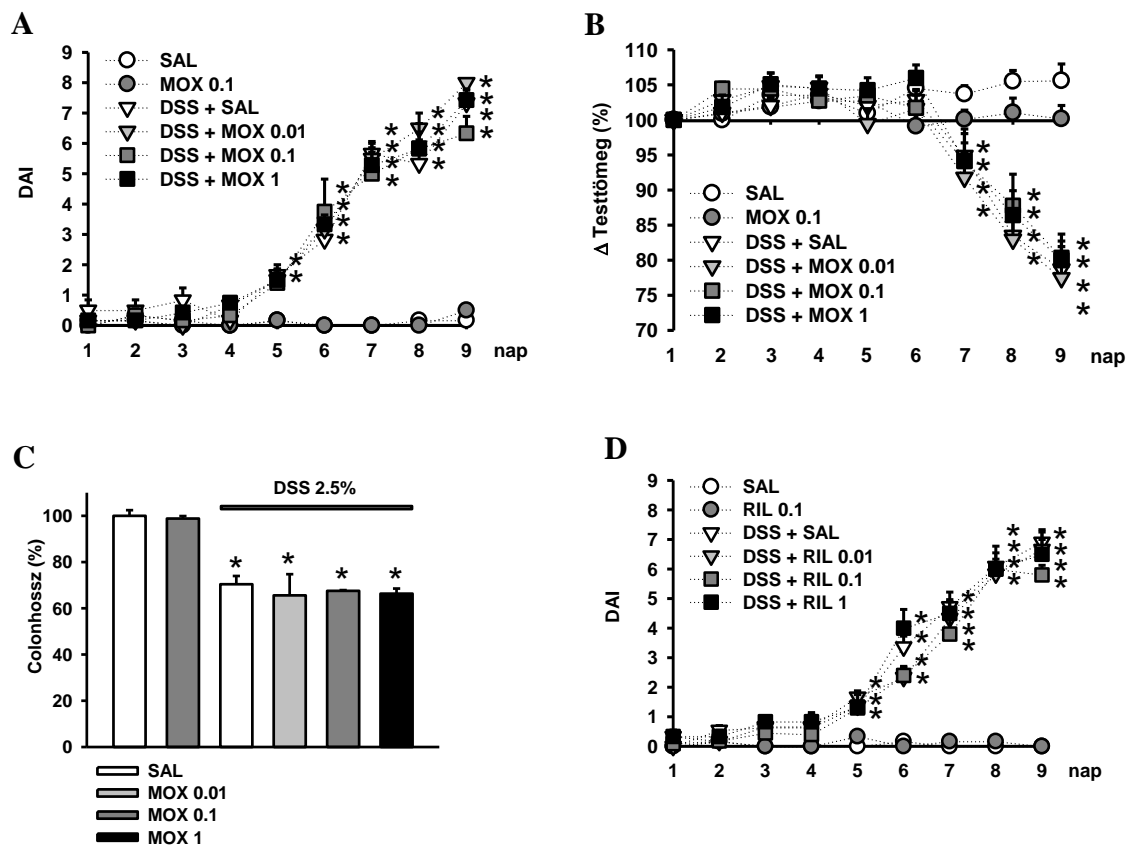 A
9
8
7
6
5
4
3
2
1
0
DAI
SAL
MOX 0.1
DSS + SAL
DSS + MOX 0.01
DSS + MOX 0.1
DSS + MOX 1
* * * *
* * * *
* * * *
* * * *
* *
1 2 3 4 5 6 7 8 9 nap
B
110
105
100
95
90
85
80
75
70
Δ Testtömeg (%)
SAL
MOX 0.1
DSS + SAL
DSS + MOX 0.01
DSS + MOX 0.1
DSS + MOX 1
* * * *
* * * *
* * * *
1 2 3 4 5 6 7 8 9 nap
C
DSS 2.5%
100
80
60
40
20
0
Colonhossz (%)
* * * *
SAL
MOX 0.01
MOX 0.1
MOX 1
D
9
8
7
6
5
4
3
2
1
0
DAI
SAL
RIL 0.1
DSS + SAL
DSS + RIL 0.01
DSS + RIL 0.1
DSS + RIL 1
* * * *
* * * *
* * * *
* * * *
* * *
1 2 3 4 5 6 7 8 9 nap